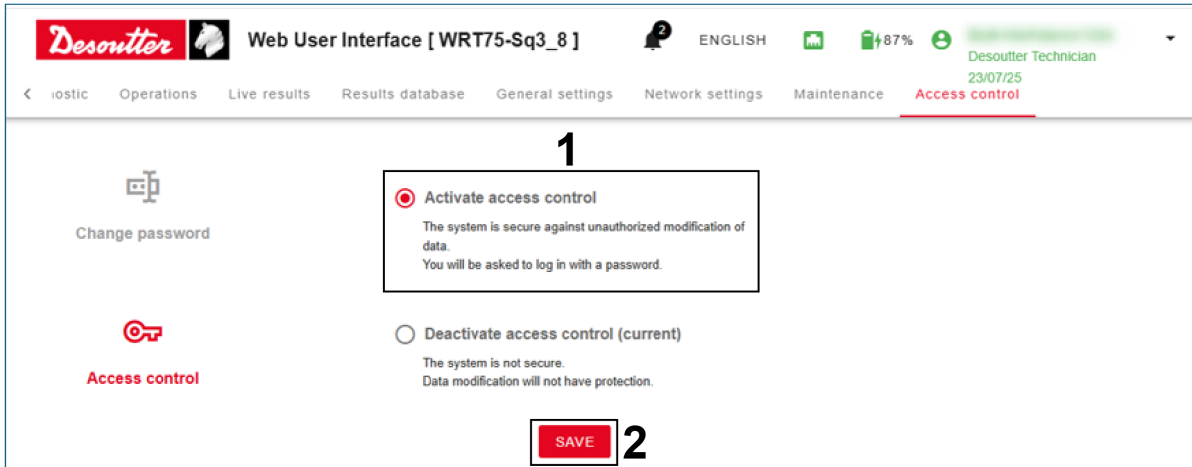 Desoutter Web User Interface [ WRT75-Sq3_8 ] 2 ENGLISH 87%
Desoutter Technician
23/07/25
Operations Live results Results database General settings Network settings Maintenance Access control
1
Activate access control
The system is secure against unauthorized modification of
data.
You will be asked to log in with a password.
Change password
Deactivate access control (current)
The system is not secure.
Data modification will not have protection.
Access control
SAVE 2